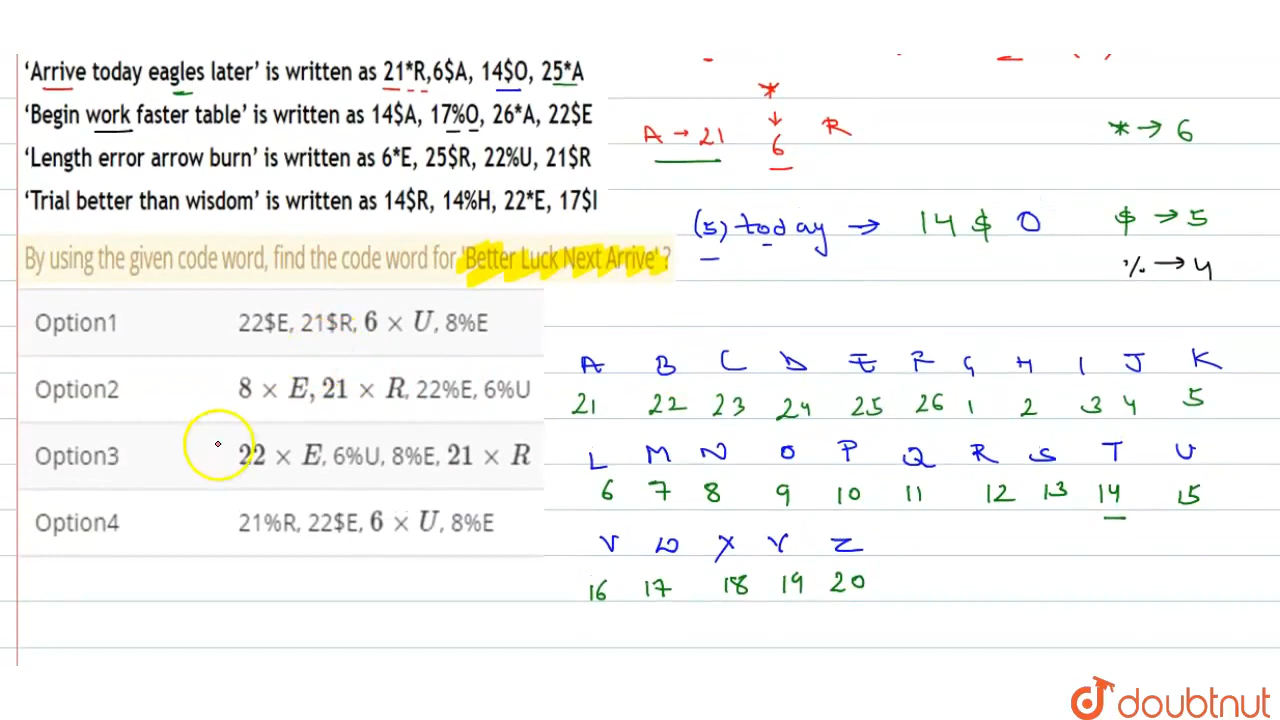 'Arrive today eagles later' is written as 21*R,6$A, 14$O, 25*A
'Begin work faster table' is written as 14$A, 17%O, 26*A, 22$E
'Length error arrow burn' is written as 6*E, 25$R, 22%U, 21$R
'Trial better than wisdom' is written as 14$R, 14%H, 22*E, 17$I
By using the given code word, find the code word for 'Better Luck Next Arrive' ?
Option1 22$E, 21$R, 6 × U, 8%E
Option2 8 × E, 21 × R, 22%E, 6%U
Option3 22 × E, 6%U, 8%E, 21 × R
Option4 21%R, 22$E, 6 × U, 8%E
*
↓
A → 21 6 R
* → 6
(5) today → 14 $ O
$ → 5
% → 4
A B C D E F G H I J K
21 22 23 24 25 26 1 2 3 4 5
L M N O P Q R S T U
6 7 8 9 10 11 12 13 14 15
V W X Y Z
16 17 18 19 20
doubtnut